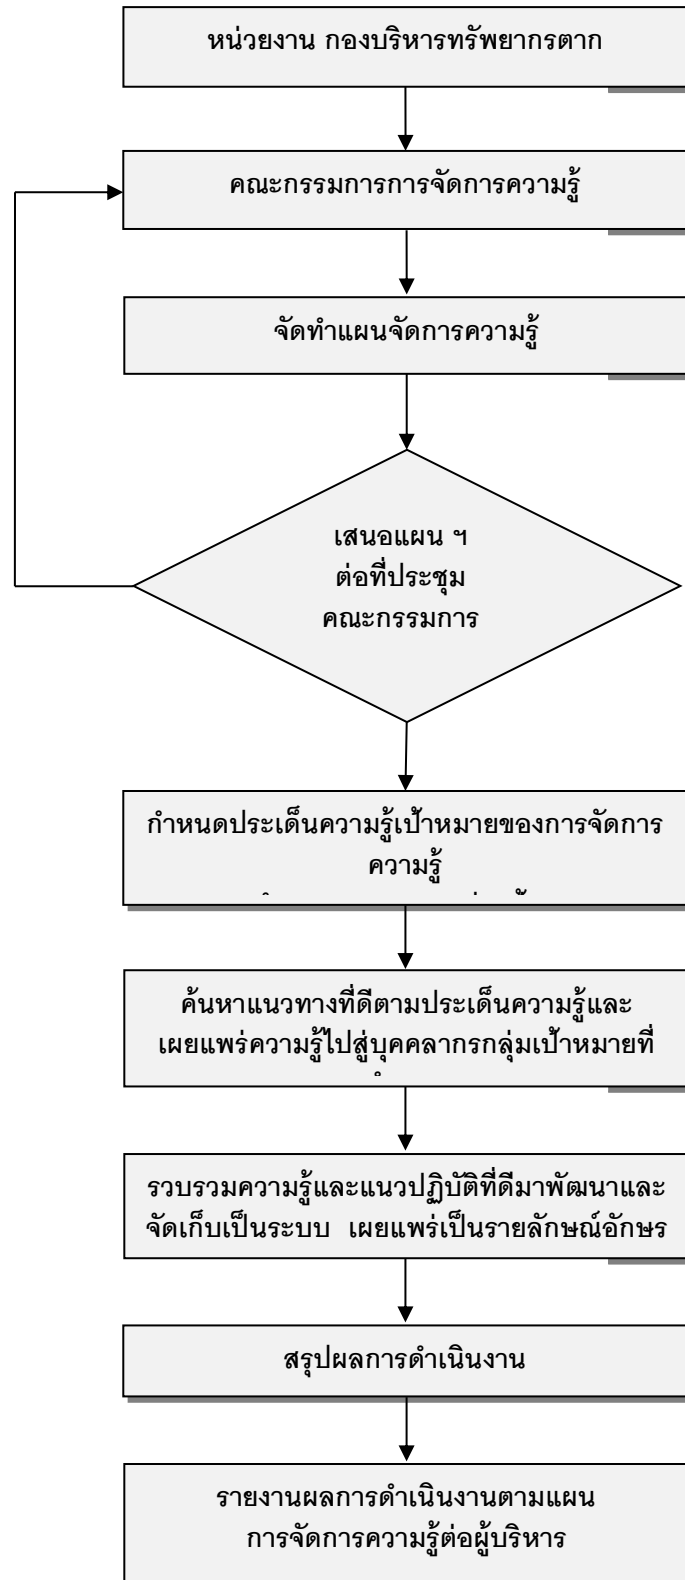 หน่วยงาน กองบริหารทรัพยากรตาก
คณะกรรมการการจัดการความรู้
จัดทำแผนจัดการความรู้
เสนอแผน ฯ
ต่อที่ประชุม
คณะกรรมการ
กำหนดประเด็นความรู้เป้าหมายของการจัดการ
ความรู้
ค้นหาแนวทางที่ดีตามประเด็นความรู้และ
เผยแพร่ความรู้ไปสู่บุคคลากรกลุ่มเป้าหมายที่
รวบรวมความรู้และแนวปฏิบัติที่ดีมาพัฒนาและ
จัดเก็บเป็นระบบ เผยแพร่เป็นรายลักษณ์อักษร
สรุปผลการดำเนินงาน
รายงานผลการดำเนินงานตามแผน
การจัดการความรู้ต่อผู้บริหาร